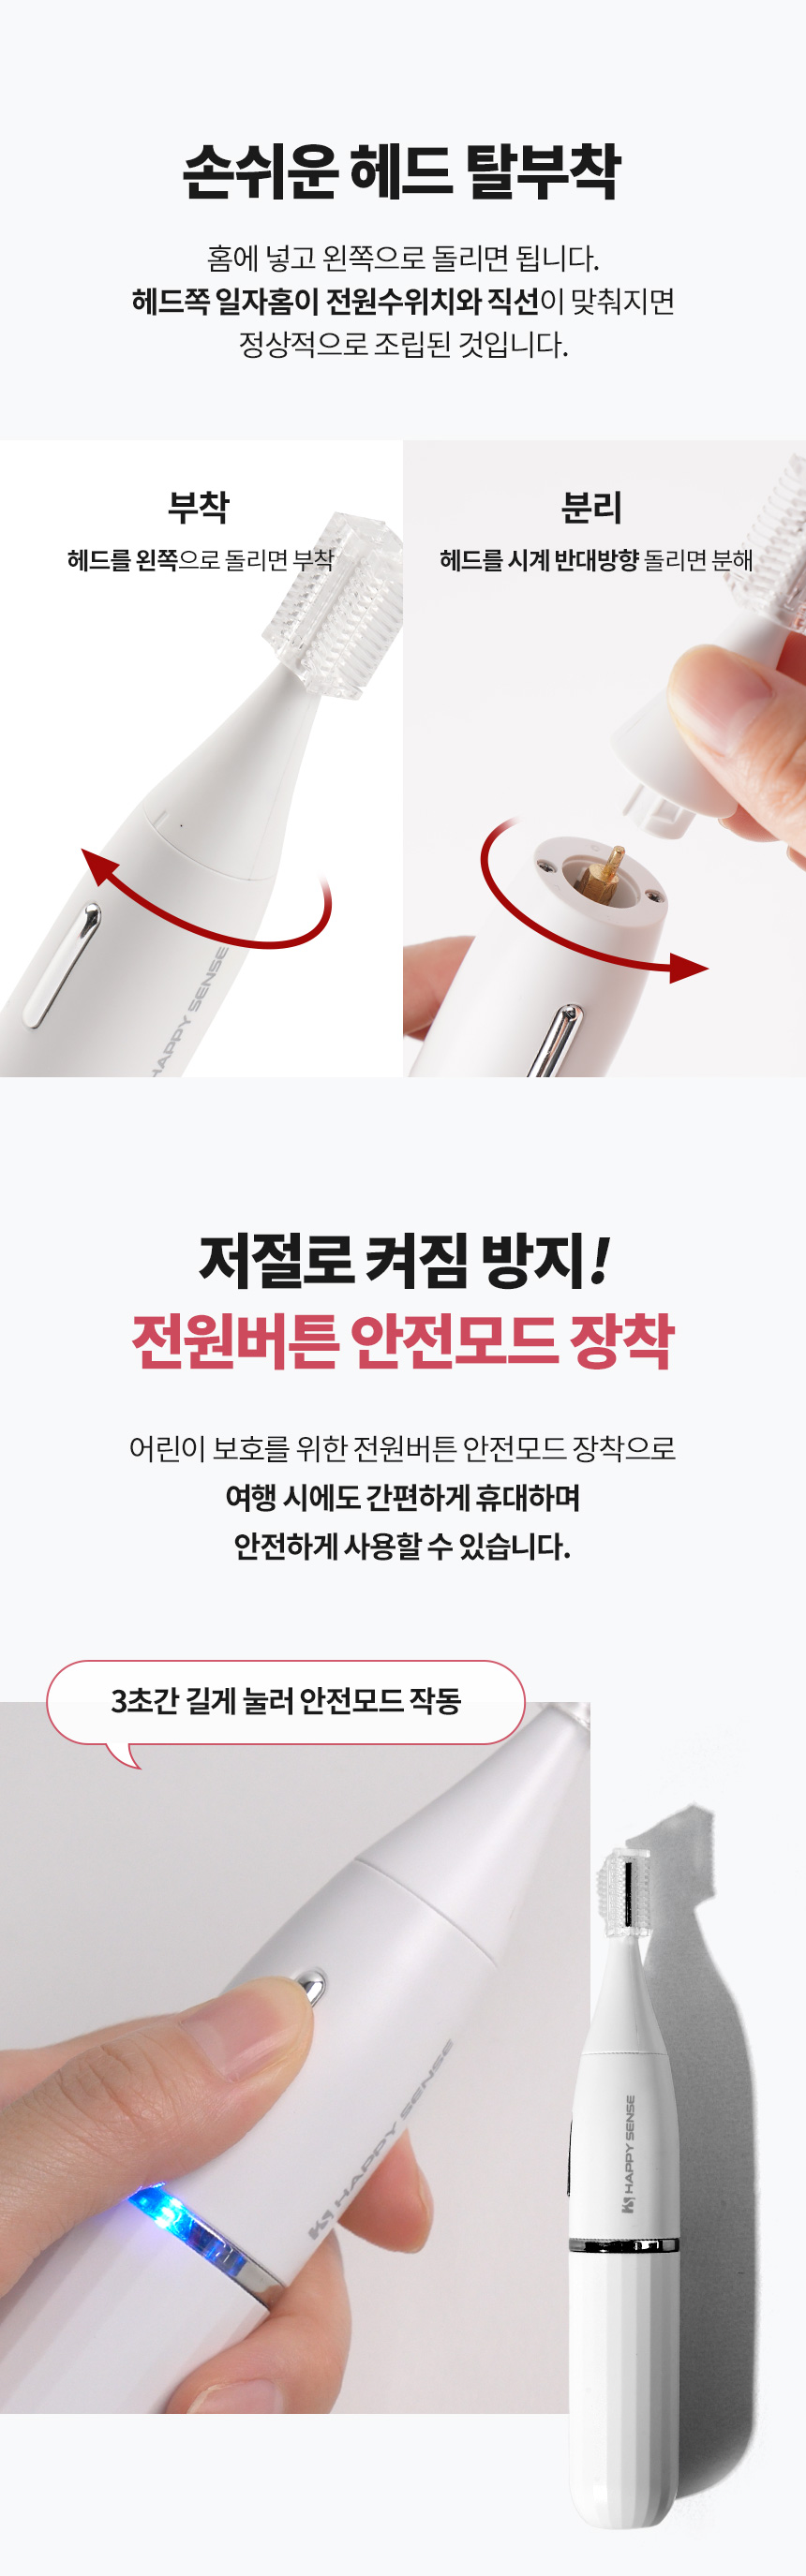 손쉬운 헤드 탈부착
홈에 넣고 왼쪽으로 돌리면 됩니다.
헤드쪽 일자홈이 전원수위치와 직선이 맞춰지면
정상적으로 조립된 것입니다.
부착
헤드를 왼쪽으로 돌리면 부착
분리
헤드를 시계 반대방향 돌리면 분해
HAPPY SENSE
저절로 켜짐 방지!
전원버튼 안전모드 장착
어린이 보호를 위한 전원버튼 안전모드 장착으로
여행 시에도 간편하게 휴대하며
안전하게 사용할 수 있습니다.
3초간 길게 눌러 안전모드 작동
HAPPY SENSE
HAPPY SENSE